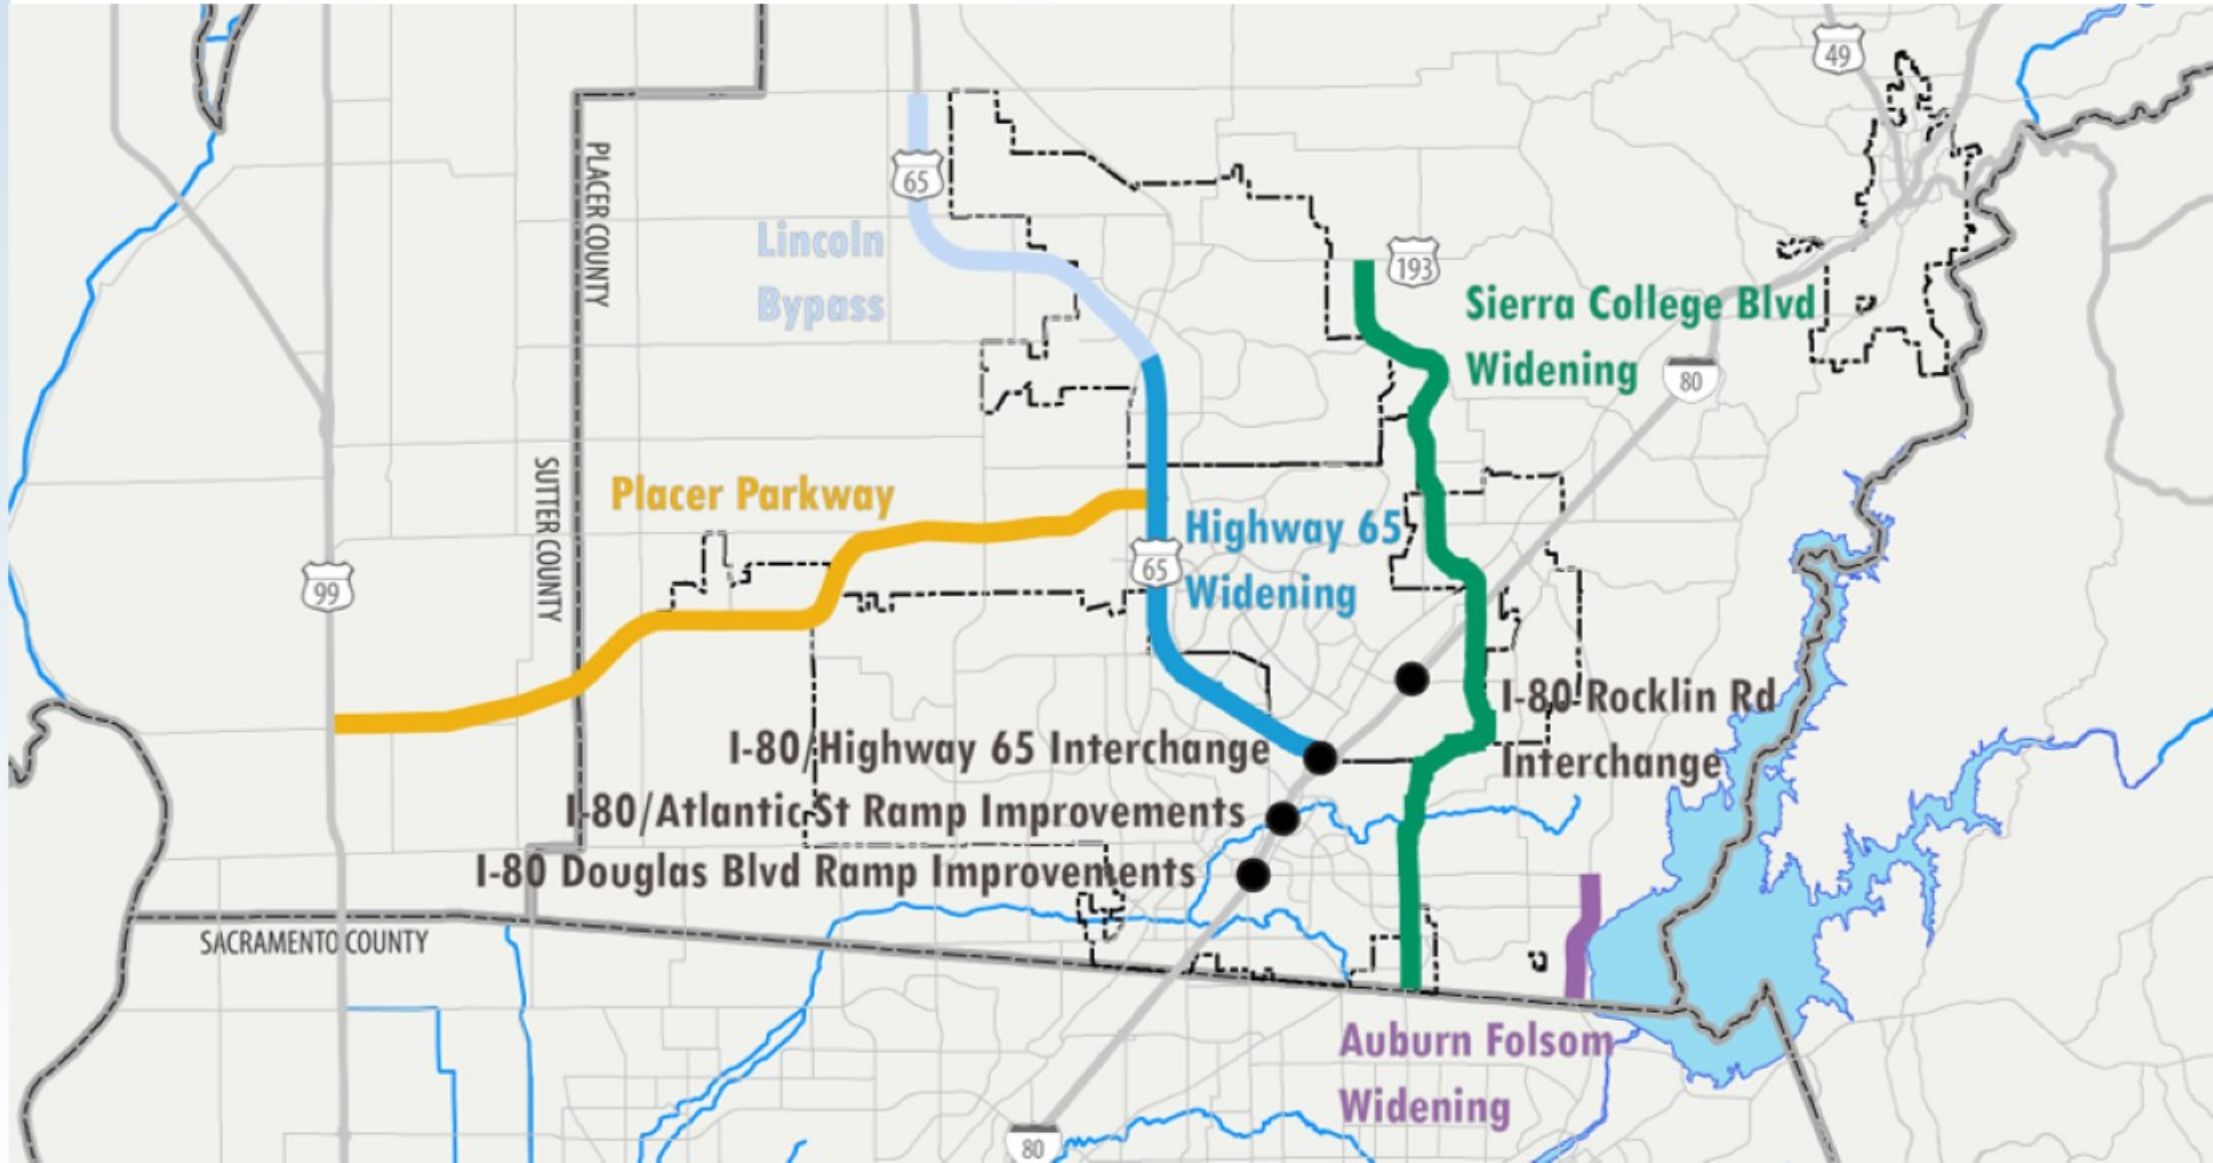 49
PLACER COUNTY
65
Lincoln
Bypass
193
Sierra College Blvd
Widening
80
SUTTER COUNTY
Placer Parkway
99
65
Highway 65
Widening
I-80 Rocklin Rd
Interchange
I-80/Highway 65 Interchange
I-80/Atlantic St Ramp Improvements
I-80 Douglas Blvd Ramp Improvements
SACRAMENTO COUNTY
Auburn Folsom
Widening
80